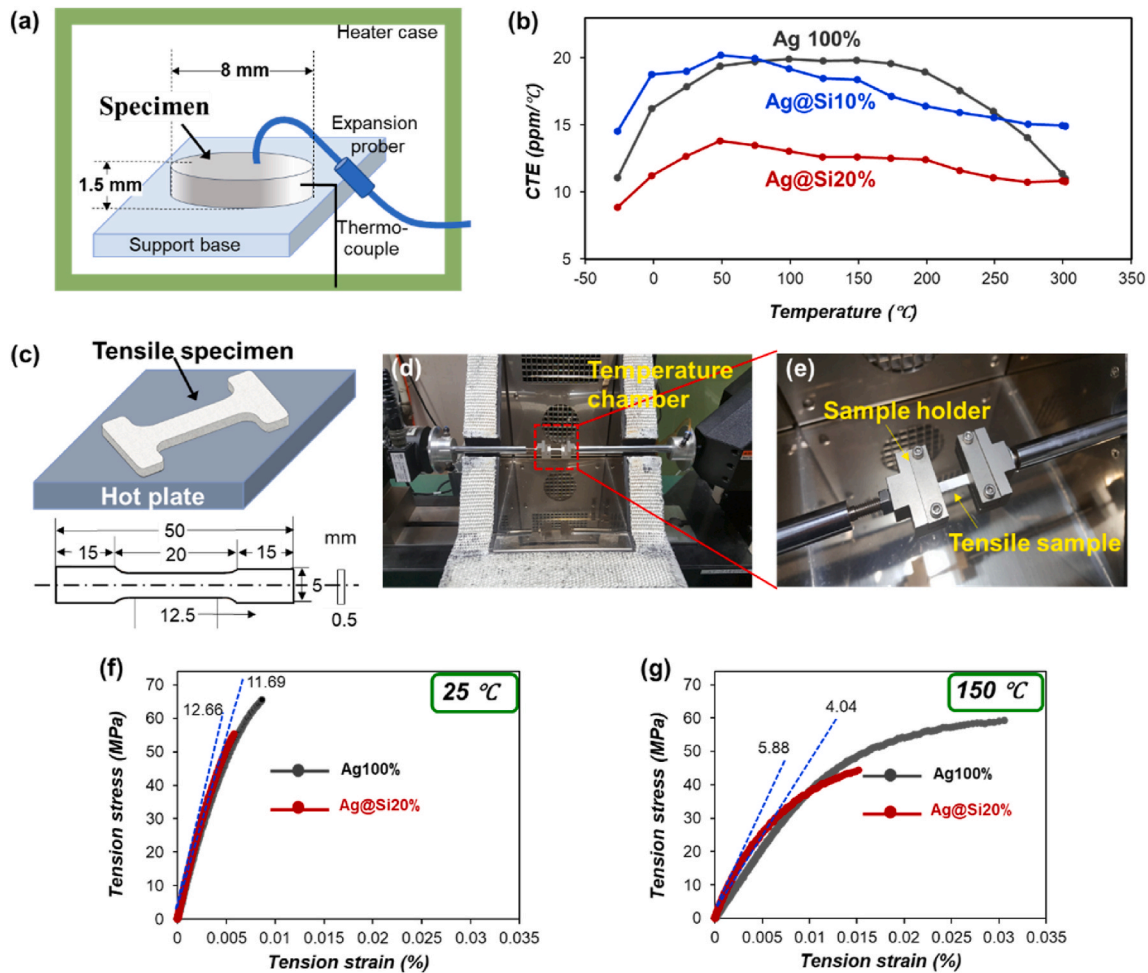 (a)
Heater case
8 mm
Specimen
Expansion
prober
1.5 mm
Thermo-
couple
Support base
(b)
CTE (ppm/℃)
20
15
10
5
Ag 100%
Ag@Si10%
Ag@Si20%
-50 0 50 100 150 200 250 300 350
Temperature (℃)
(c)
Tensile specimen
Hot plate
50
15 20 15
mm
5
12.5
0.5
(d)
Temperature
chamber
(e)
Sample holder
Tensile sample
(f)
25 ℃
Tension stress (MPa)
70
60
50
40
30
20
10
0
12.66
11.69
Ag100%
Ag@Si20%
0 0.005 0.01 0.015 0.02 0.025 0.03 0.035
Tension strain (%)
(g)
150 ℃
Tension stress (MPa)
70
60
50
40
30
20
10
0
5.88
4.04
Ag100%
Ag@Si20%
0 0.005 0.01 0.015 0.02 0.025 0.03 0.035
Tension strain (%)